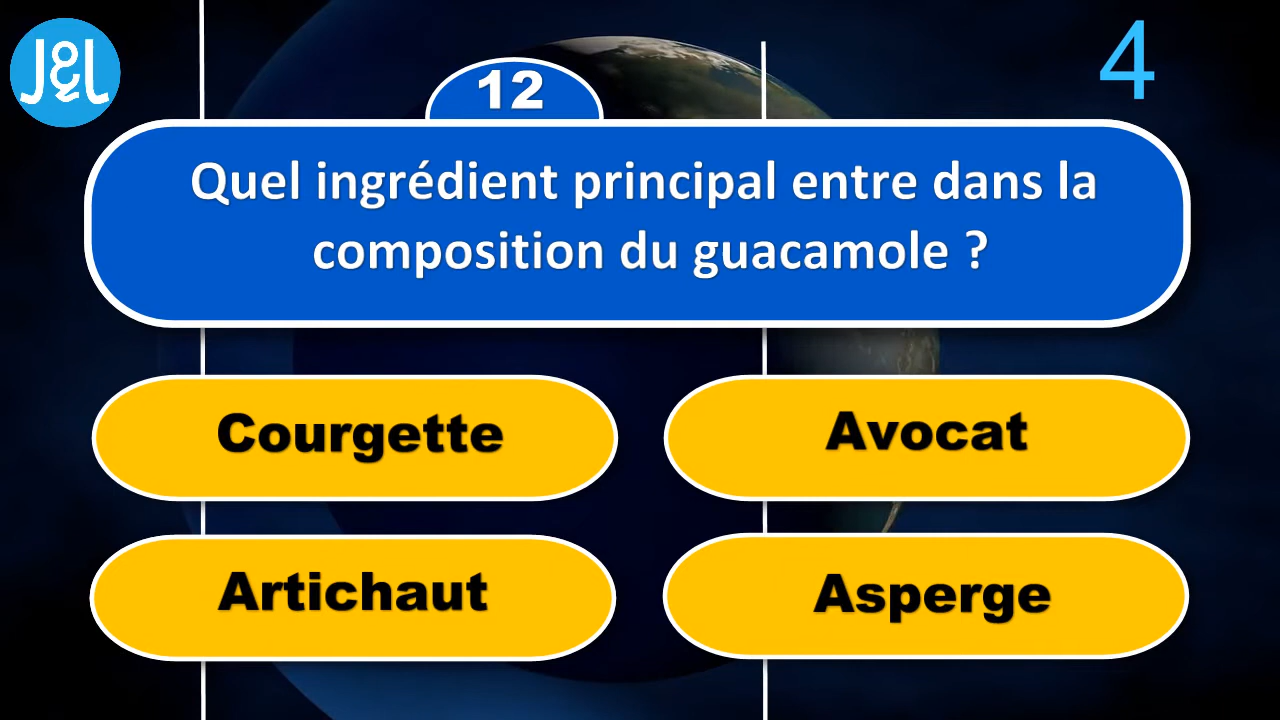 J&L
4
12
Quel ingrédient principal entre dans la
composition du guacamole ?
Courgette
Avocat
Artichaut
Asperge